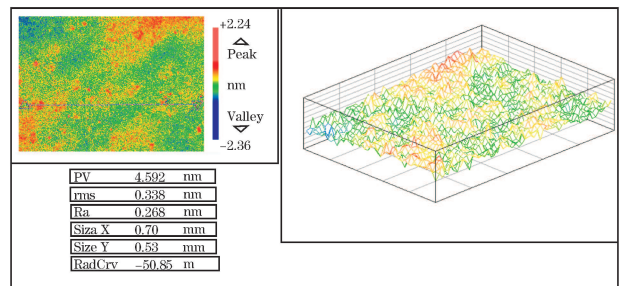 +2.24
Peak
nm
Valley
−2.36
PV 4.592 nm
rms 0.338 nm
Ra 0.268 nm
Siza X 0.70 mm
Size Y 0.53 mm
RadCrv −50.85 m